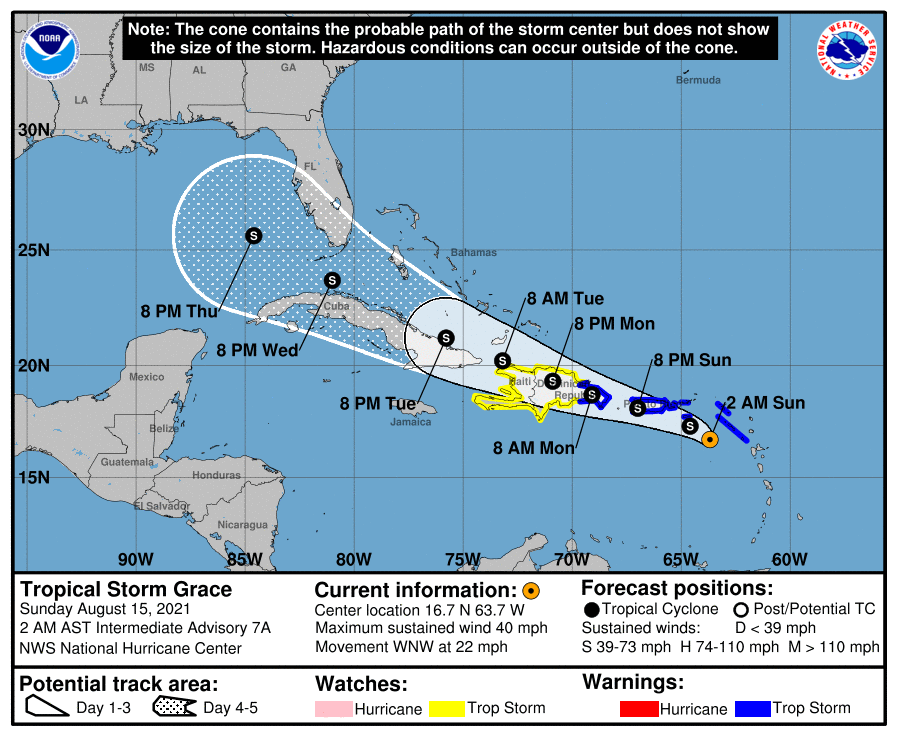 Note: The cone contains the probable path of the storm center but does not show
the size of the storm. Hazardous conditions can occur outside of the cone.
NOAA
NATIONAL WEATHER SERVICE
MS
AL
GA
LA
Bermuda
30N
FL
25N
Bahamas
8 AM Tue
8 PM Thu
Cuba
8 PM Mon
8 PM Wed
20N
8 PM Sun
Mexico
Haiti
8 PM Tue
2 AM Sun
Jamaica
Belize
8 AM Mon
Guatemala
Honduras
15N
El Salvador
Nicaragua
90W 85W 80W 75W 70W 65W 60W
Tropical Storm Grace
Sunday August 15, 2021
2 AM AST Intermediate Advisory 7A
NWS National Hurricane Center
Current information:
Center location 16.7 N 63.7 W
Maximum sustained wind 40 mph
Movement WNW at 22 mph
Forecast positions:
Tropical Cyclone Post/Potential TC
Sustained winds: D < 39 mph
S 39-73 mph H 74-110 mph M > 110 mph
Potential track area:
Day 1-3 Day 4-5
Watches:
Hurricane Trop Storm
Warnings:
Hurricane Trop Storm